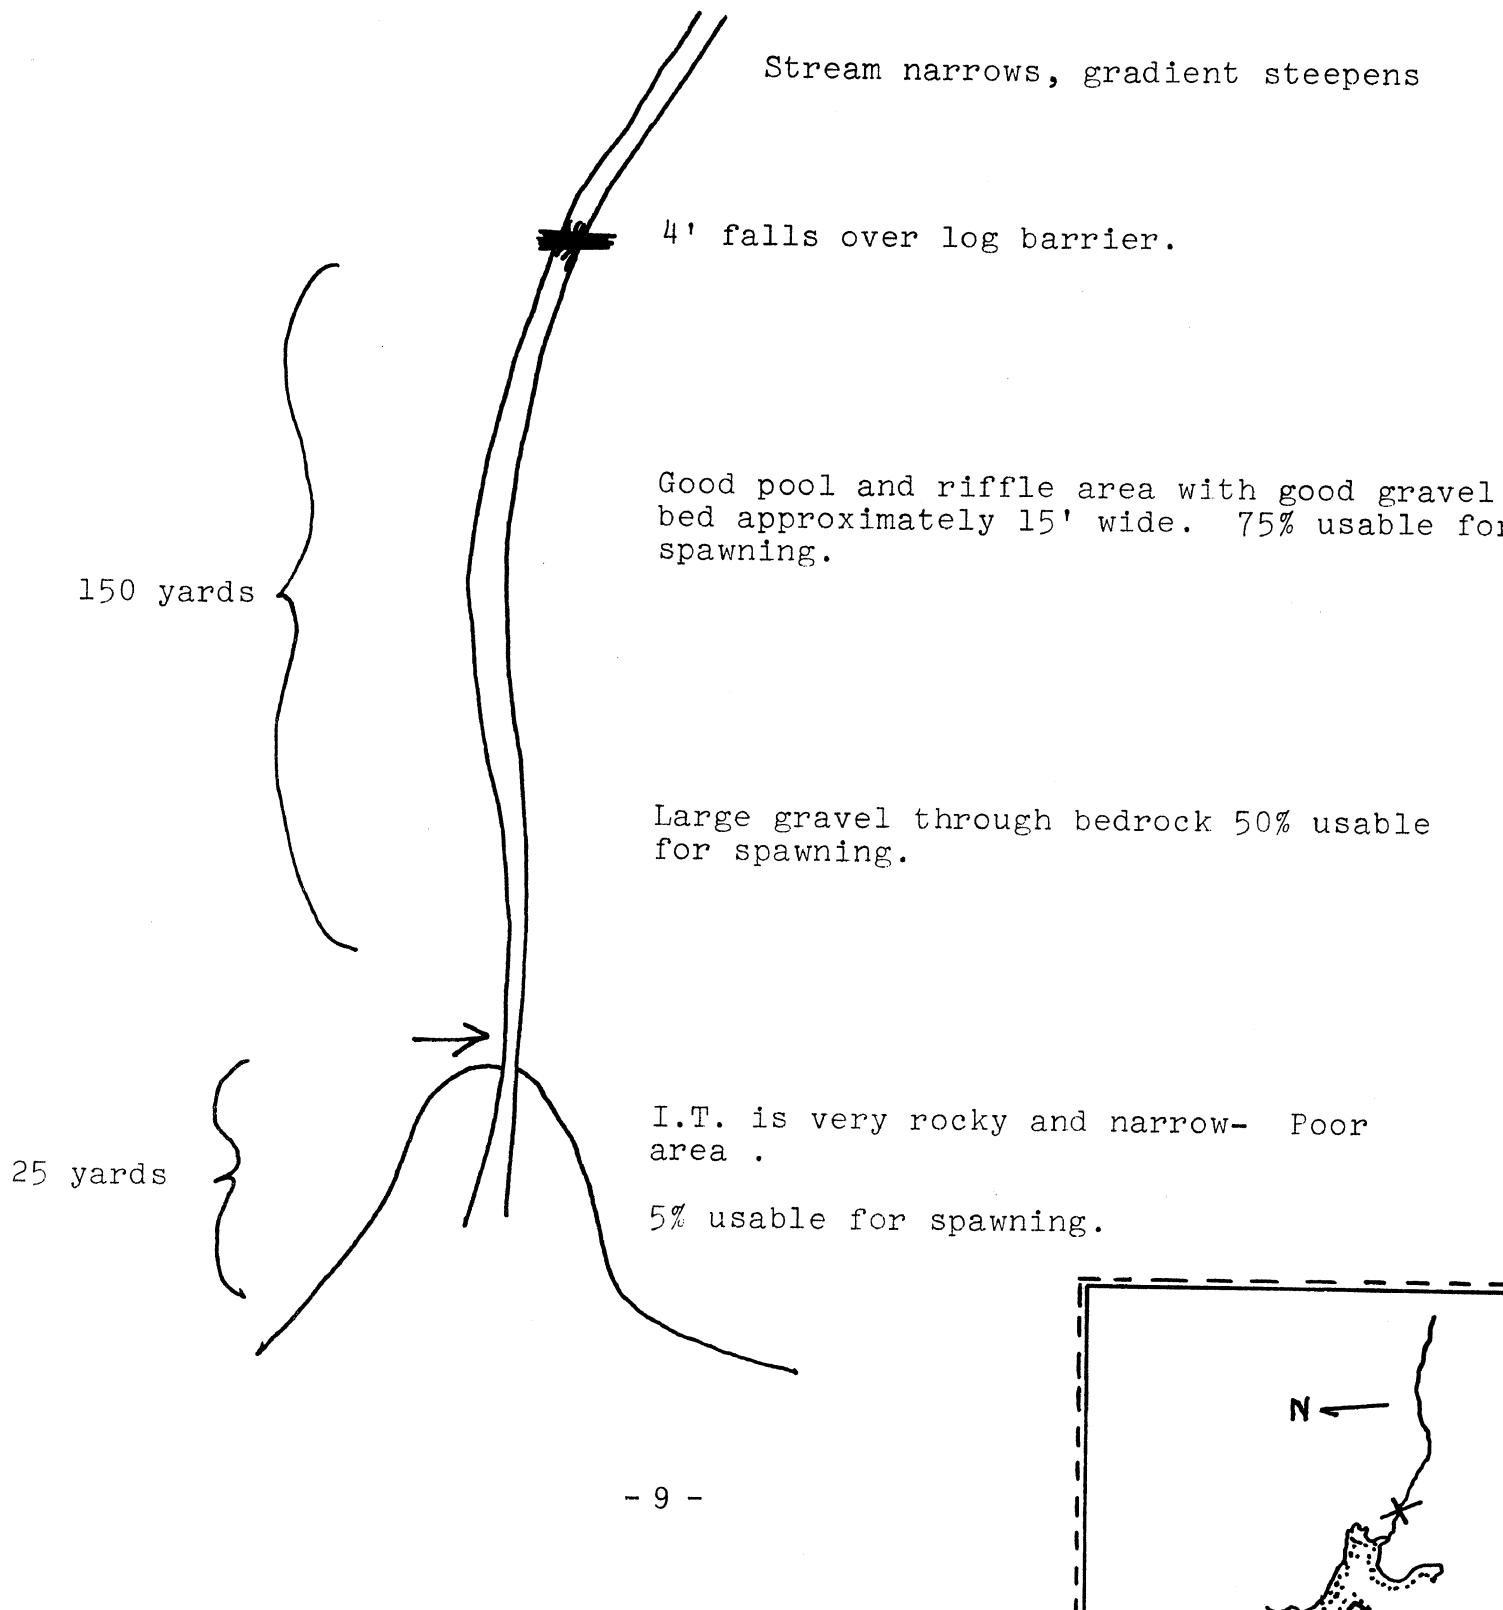 Stream narrows, gradient steepens
4' falls over log barrier.
Good pool and riffle area with good gravel
bed approximately 15' wide.  75% usable for
spawning.
150 yards
Large gravel through bedrock 50% usable
for spawning.
I.T. is very rocky and narrow-  Poor
area .
25 yards
5% usable for spawning.
N
- 9 -